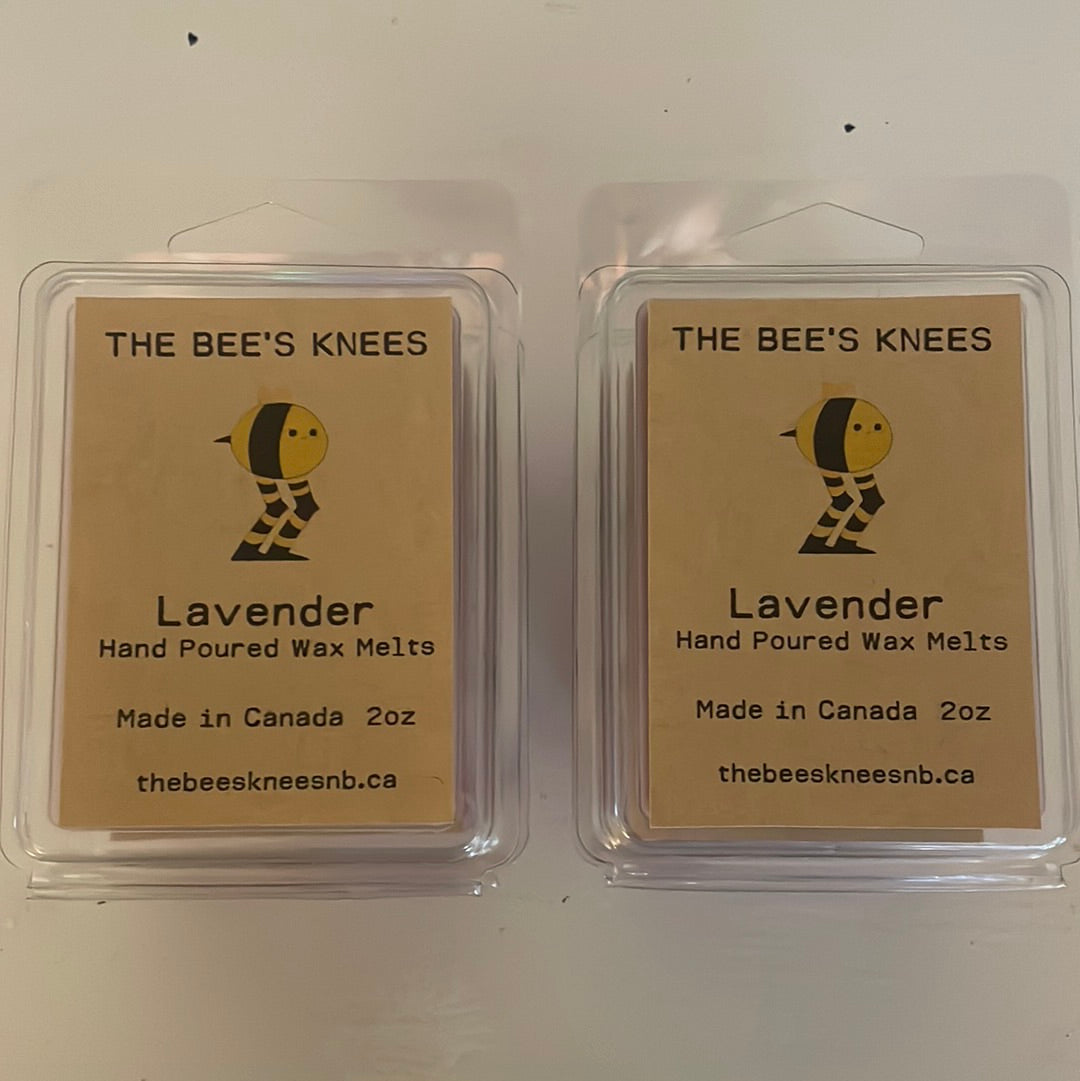 THE BEE'S KNEES
Lavender
Hand Poured Wax Melts
Made in Canada 2oz
thebeeskneesnb.ca
THE BEE'S KNEES
Lavender
Hand Poured Wax Melts
Made in Canada 2oz
thebeeskneesnb.ca